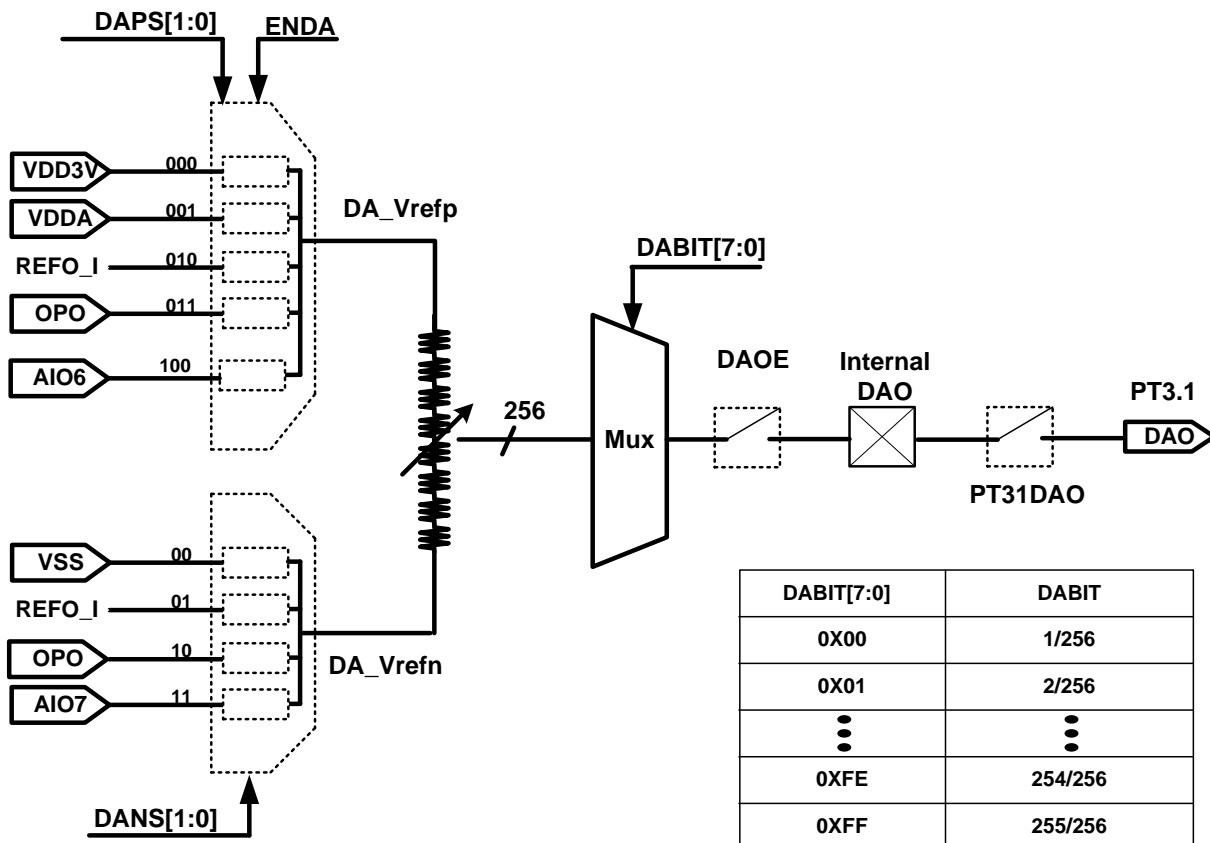 DAPS[1:0]
ENDA
VDD3V
000
VDDA
001
REFO_I
010
OPO
011
AIO6
100
DA_Vrefp
DABIT[7:0]
256
Mux
DAOE
Internal
DAO
PT3.1
DAO
PT31DAO
VSS
00
REFO_I
01
OPO
10
AIO7
11
DA_Vrefn
DANS[1:0]
DABIT[7:0] DABIT
0X00 1/256
0X01 2/256
0XFE 254/256
0XFF 255/256